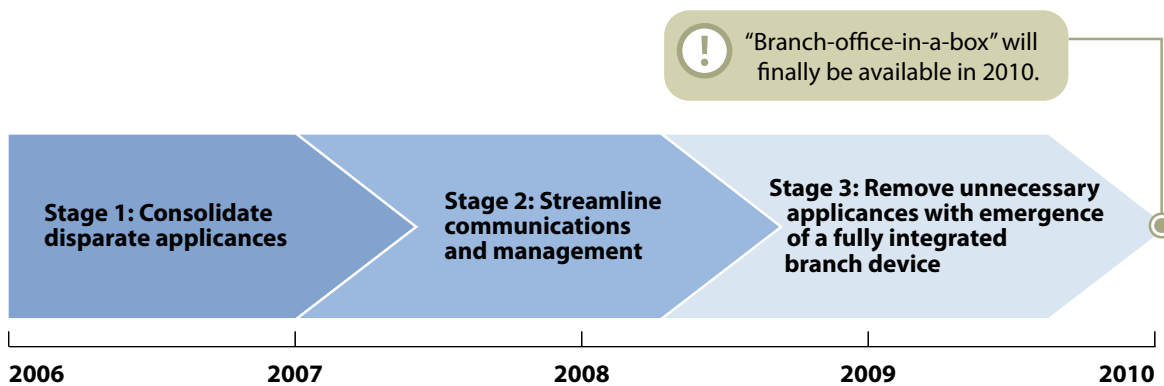 !
“Branch-office-in-a-box” will
finally be available in 2010.
Stage 1: Consolidate
disparate applicances
Stage 2: Streamline
communications
and management
Stage 3: Remove unnecessary
applicances with emergence
of a fully integrated
branch device
2006 2007 2008 2009 2010